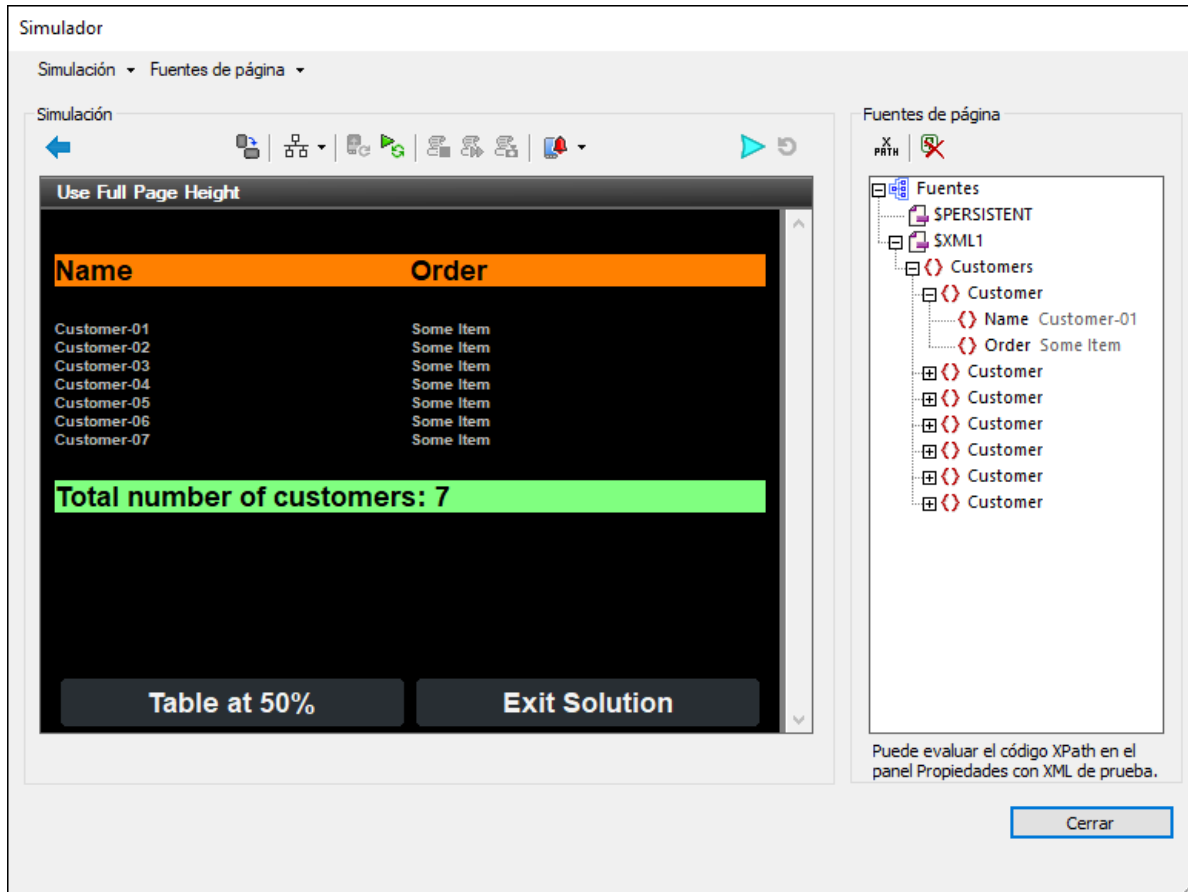 Simulador
Simulación Fuentes de página
Simulación
Use Full Page Height
Name Order
Customer-01 Some Item
Customer-02 Some Item
Customer-03 Some Item
Customer-04 Some Item
Customer-05 Some Item
Customer-06 Some Item
Customer-07 Some Item
Total number of customers: 7
Table at 50% Exit Solution
Fuentes de página
X
PATH
Fuentes
$PERSISTENT
$XML1
Customers
Customer
Name Customer-01
Order Some Item
Customer
Customer
Customer
Customer
Customer
Customer
Puede evaluar el código XPath en el
panel Propiedades con XML de prueba.
Cerrar